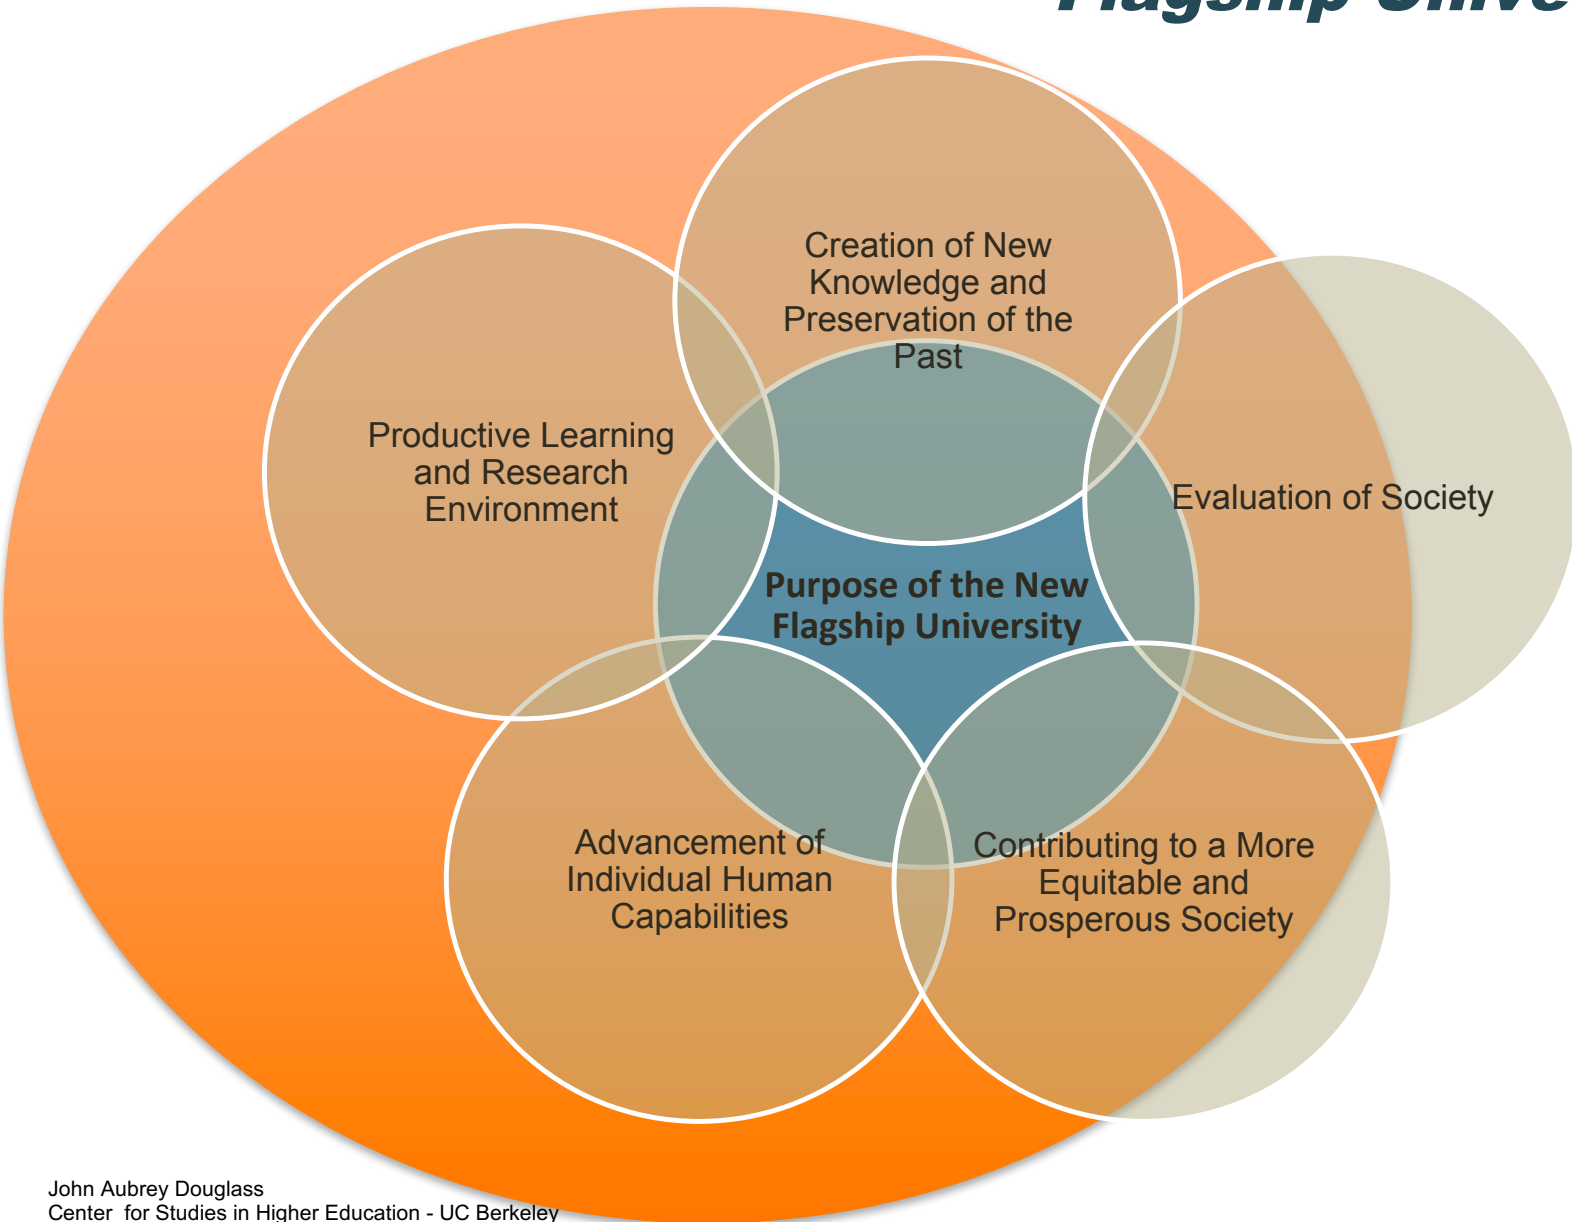 Flagship
Creation of New
Knowledge and
Preservation of the
Past
Productive Learning
and Research
Environment
Evaluation of Society
Purpose of the New
Flagship University
Advancement of
Individual Human
Capabilities
Contributing to a More
Equitable and
Prosperous Society
John Aubrey Douglass
Center for Studies in Higher Education - UC Berkeley